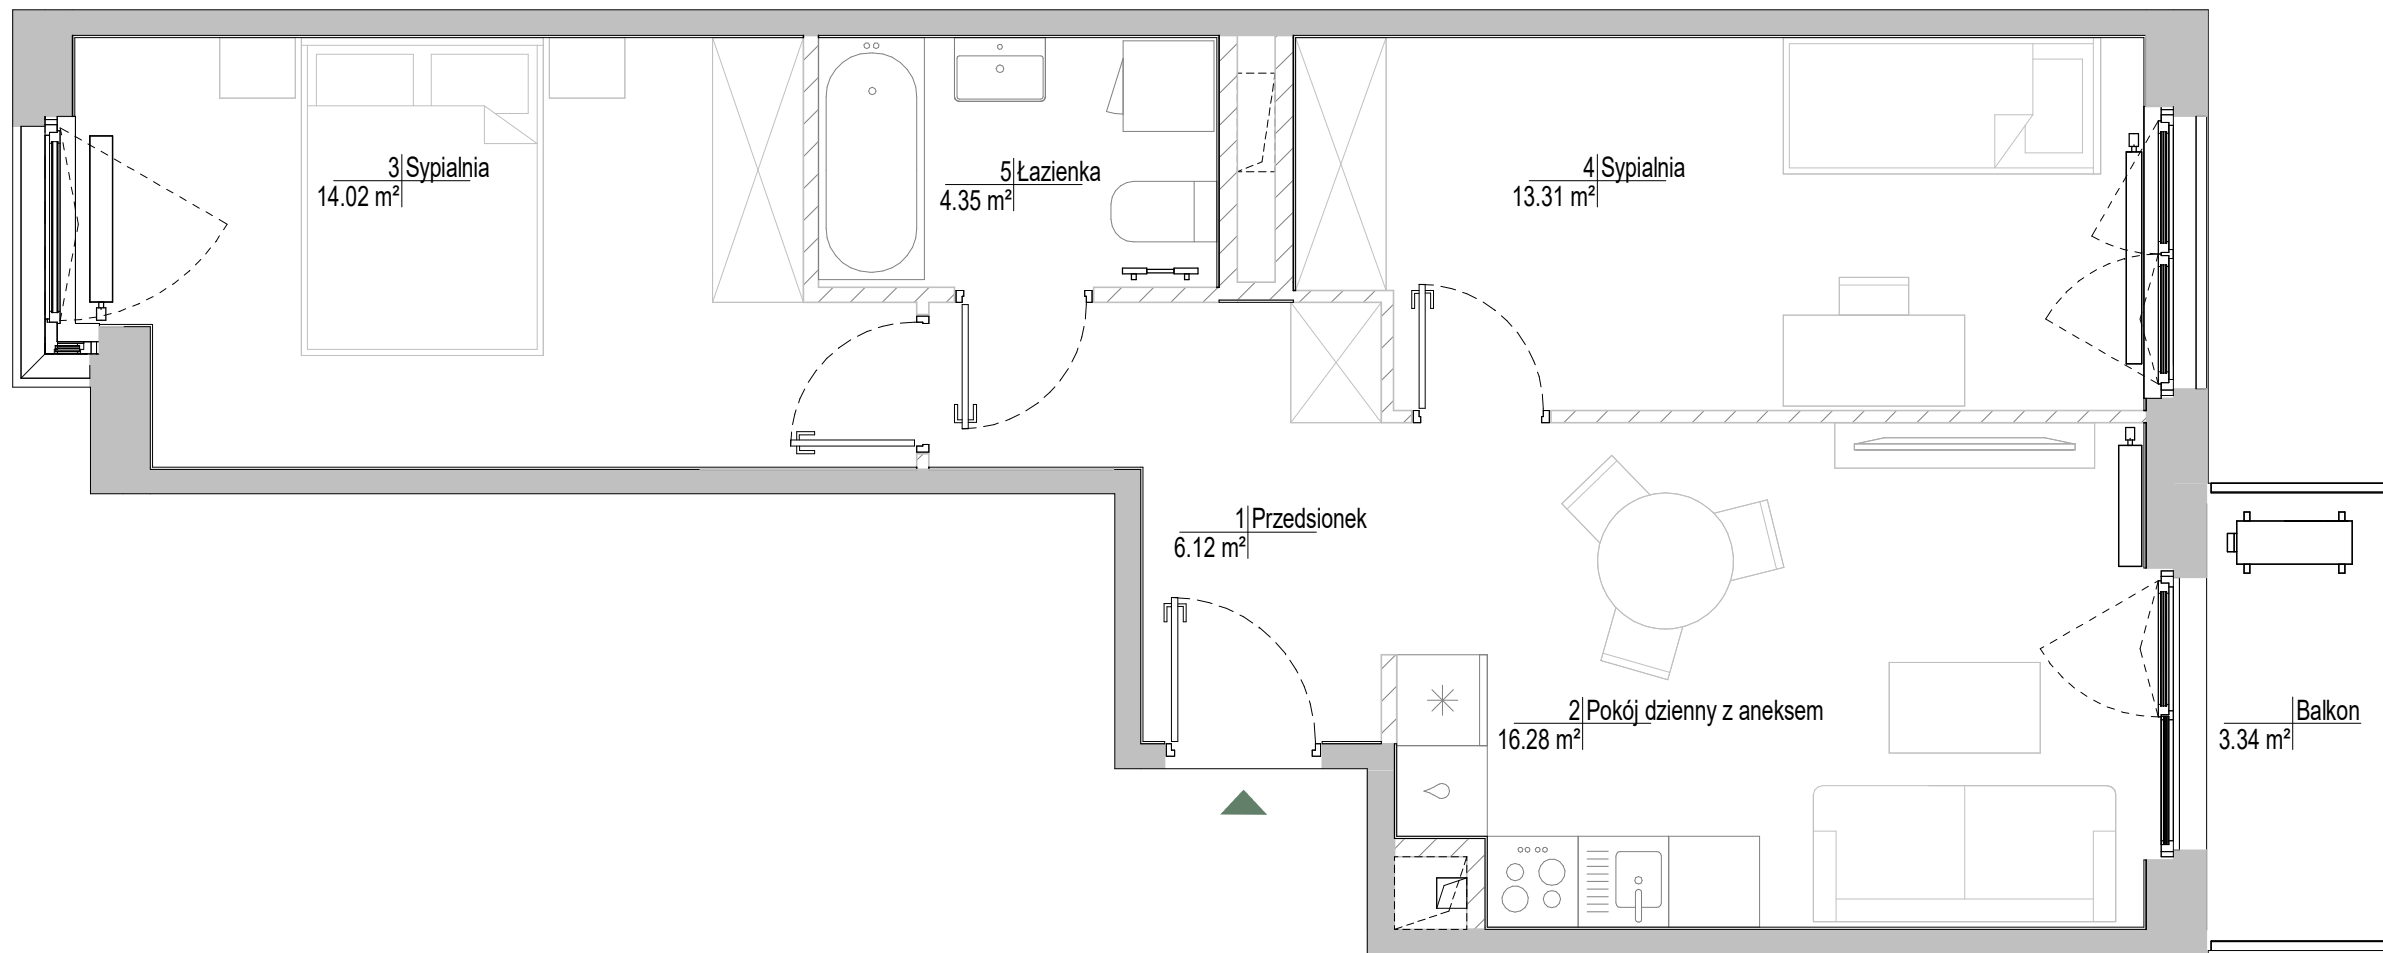 3 Sypialnia
14.02 m²
5 Łazienka
4.35 m²
4 Sypialnia
13.31 m²
1 Przedsionek
6.12 m²
2 Pokój dzienny z aneksem
16.28 m²
Balkon
3.34 m²